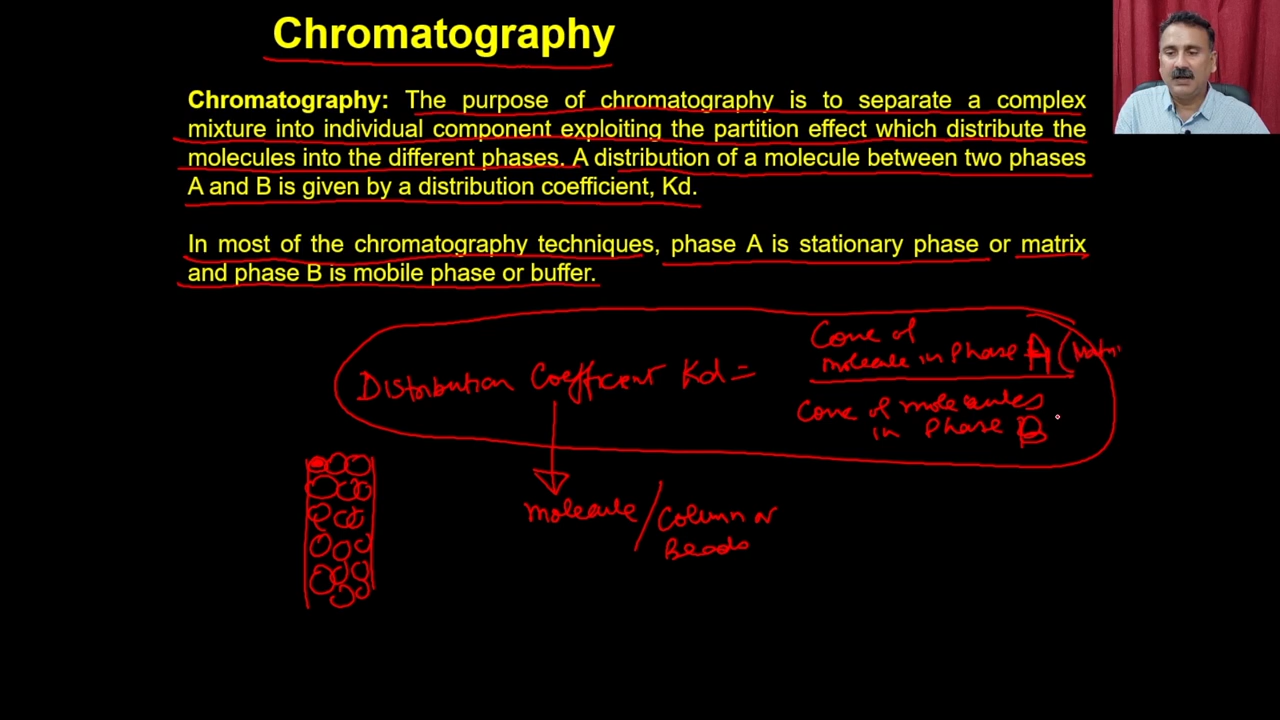 Chromatography
Chromatography: The purpose of chromatography is to separate a complex
mixture into individual component exploiting the partition effect which distribute the
molecules into the different phases. A distribution of a molecule between two phases
A and B is given by a distribution coefficient, Kd.
In most of the chromatography techniques, phase A is stationary phase or matrix
and phase B is mobile phase or buffer.
Distribution Coefficient Kd =
Conc of
molecule in Phase A (Matri
Conc of molecules
in Phase B
Molecule / Column or
Beads